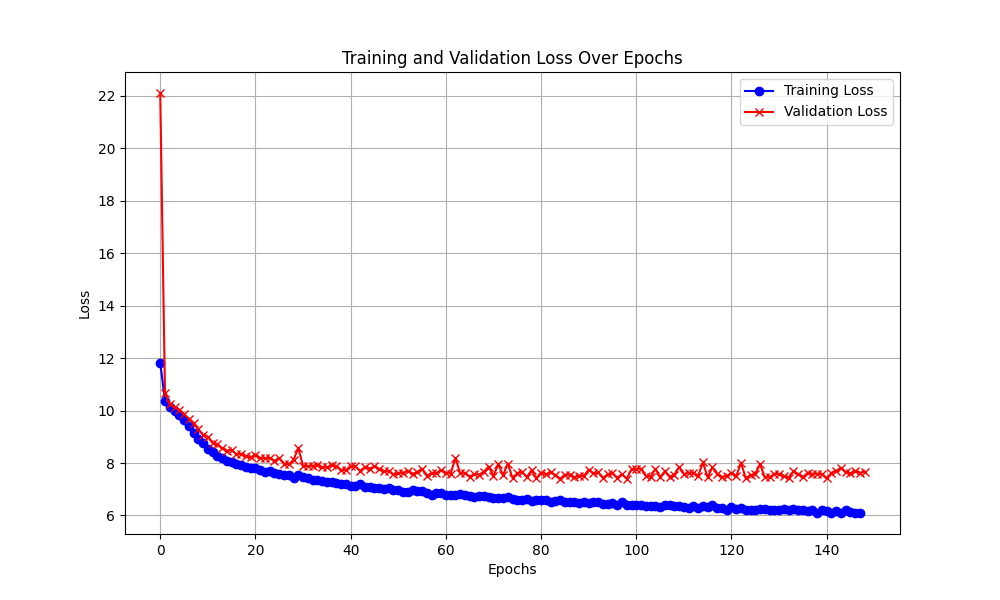 Training and Validation Loss Over Epochs
Training Loss
Validation Loss
22
20
18
16
14
12
10
8
6
Loss
0 20 40 60 80 100 120 140
Epochs